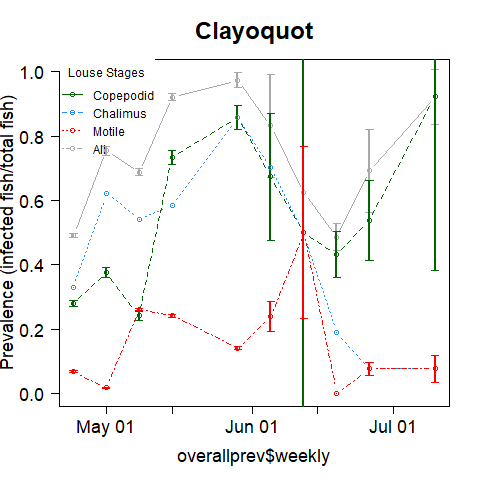 Clayoquot
Prevalence (infected fish/total fish)
1.0
0.8
0.6
0.4
0.2
0.0
Louse Stages
Copepodid
Chalimus
Motile
All
May 01
Jun 01
Jul 01
overallprev$weekly